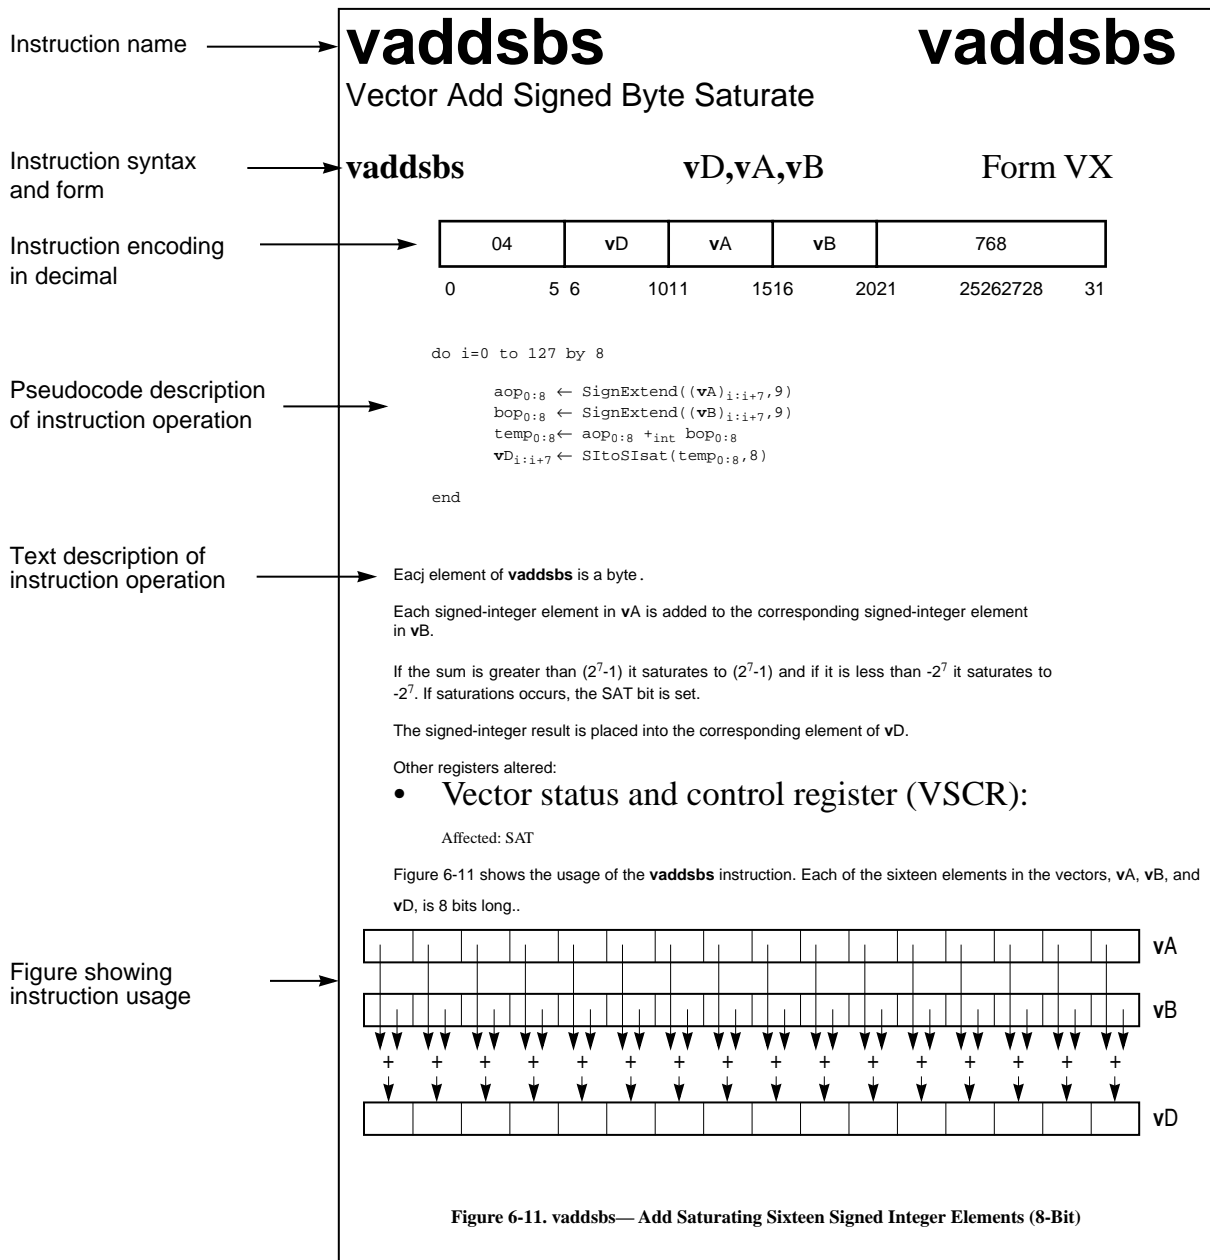 Instruction name
vaddsbs vaddsbs
Vector Add Signed Byte Saturate
Instruction syntax
and form
vaddsbs vD,vA,vB Form VX
Instruction encoding
in decimal
04 vD vA vB 768
0 5 6 1011 1516 2021 25262728 31
do i=0 to 127 by 8
Pseudocode description
of instruction operation
aop0:8 ← SignExtend((vA)i:i+7,9)
bop0:8 ← SignExtend((vB)i:i+7,9)
temp0:8← aop0:8 +int bop0:8
vDi:i+7← SItoSIsat(temp0:8,8)
end
Text description of
instruction operation
Eacj element of vaddsbs is a byte.
Each signed-integer element in vA is added to the corresponding signed-integer element
in vB.
If the sum is greater than (2^7-1) it saturates to (2^7-1) and if it is less than -2^7 it saturates to
-2^7. If saturations occurs, the SAT bit is set.
The signed-integer result is placed into the corresponding element of vD.
Other registers altered:
• Vector status and control register (VSCR):
Affected: SAT
Figure 6-11 shows the usage of the vaddsbs instruction. Each of the sixteen elements in the vectors, vA, vB, and
vD, is 8 bits long..
Figure showing
instruction usage
vA
vB
+ + + + + + + + + + + + + + + +
vD
Figure 6-11. vaddsbs— Add Saturating Sixteen Signed Integer Elements (8-Bit)